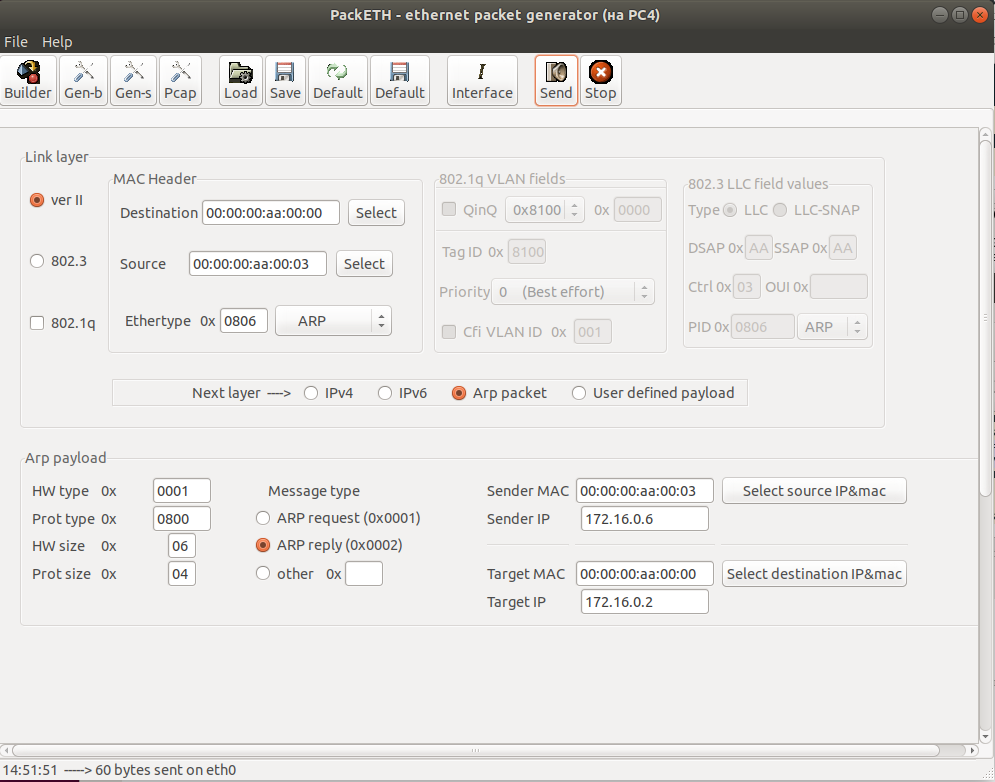 PackETH - ethernet packet generator (на PC4)
File Help
Builder Gen-b Gen-s Pcap Load Save Default Default Interface Send Stop
Link layer
ver II
802.3
802.1q
MAC Header
Destination 00:00:00:aa:00:00 Select
Source 00:00:00:aa:00:03 Select
Ethertype 0x 0806 ARP
802.1q VLAN fields
QinQ 0x8100 0x 0000
Tag ID 0x 8100
Priority 0 (Best effort)
Cfi VLAN ID 0x 001
802.3 LLC field values
Type LLC LLC-SNAP
DSAP 0x AA SSAP 0x AA
Ctrl 0x 03 OUI 0x
PID 0x 0806 ARP
Next layer ----> IPv4 IPv6 Arp packet User defined payload
Arp payload
HW type 0x 0001
Prot type 0x 0800
HW size 0x 06
Prot size 0x 04
Message type
ARP request (0x0001)
ARP reply (0x0002)
other 0x
Sender MAC 00:00:00:aa:00:03 Select source IP&mac
Sender IP 172.16.0.6
Target MAC 00:00:00:aa:00:00 Select destination IP&mac
Target IP 172.16.0.2
14:51:51 -----> 60 bytes sent on eth0